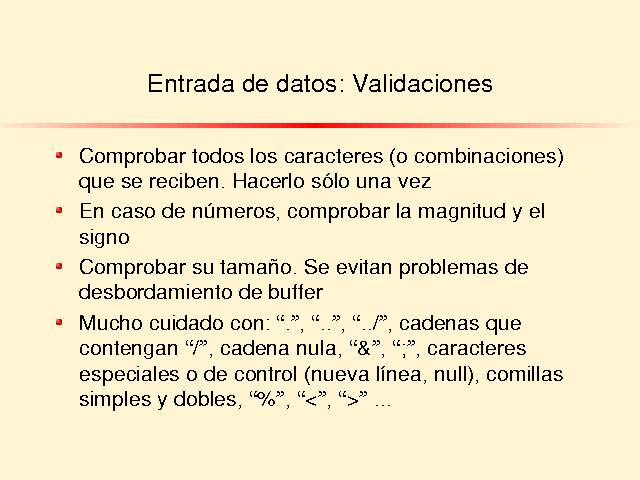 Entrada de datos: Validaciones
Comprobar todos los caracteres (o combinaciones)
que se reciben. Hacerlo sólo una vez
En caso de números, comprobar la magnitud y el
signo
Comprobar su tamaño. Se evitan problemas de
desbordamiento de buffer
Mucho cuidado con: “.”, “..”, “../”, cadenas que
contengan “/”, cadena nula, “&”, “;”, caracteres
especiales o de control (nueva línea, null), comillas
simples y dobles, “%”, “<”, “>” ...